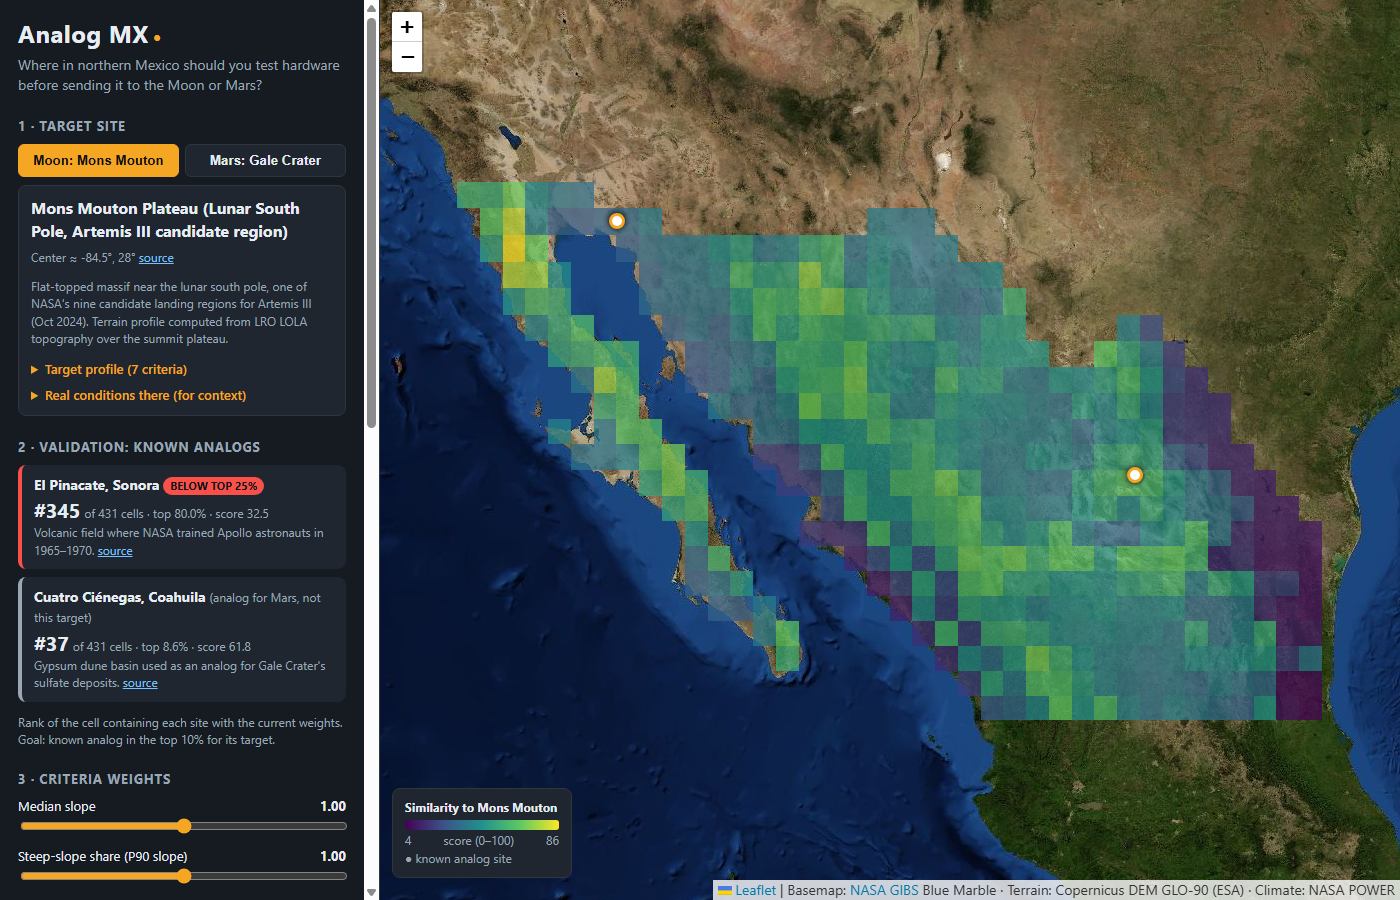 Analog MX
Where in northern Mexico should you test hardware
before sending it to the Moon or Mars?
1 · TARGET SITE
Moon: Mons Mouton
Mars: Gale Crater
Mons Mouton Plateau (Lunar South
Pole, Artemis III candidate region)
Center ≈ -84.5°, 28° source
Flat-topped massif near the lunar south pole, one of
NASA's nine candidate landing regions for Artemis III
(Oct 2024). Terrain profile computed from LRO LOLA
topography over the summit plateau.
▶ Target profile (7 criteria)
▶ Real conditions there (for context)
2 · VALIDATION: KNOWN ANALOGS
El Pinacate, Sonora BELOW TOP 25%
#345 of 431 cells · top 80.0% · score 32.5
Volcanic field where NASA trained Apollo astronauts in
1965–1970. source
Cuatro Ciénegas, Coahuila (analog for Mars, not
this target)
#37 of 431 cells · top 8.6% · score 61.8
Gypsum dune basin used as an analog for Gale Crater's
sulfate deposits. source
Rank of the cell containing each site with the current weights.
Goal: known analog in the top 10% for its target.
3 · CRITERIA WEIGHTS
Median slope 1.00
Steep-slope share (P90 slope) 1.00
+
−
Similarity to Mons Mouton
4 score (0–100) 86
● known analog site
Leaflet | Basemap: NASA GIBS Blue Marble · Terrain: Copernicus DEM GLO-90 (ESA) · Climate: NASA POWER